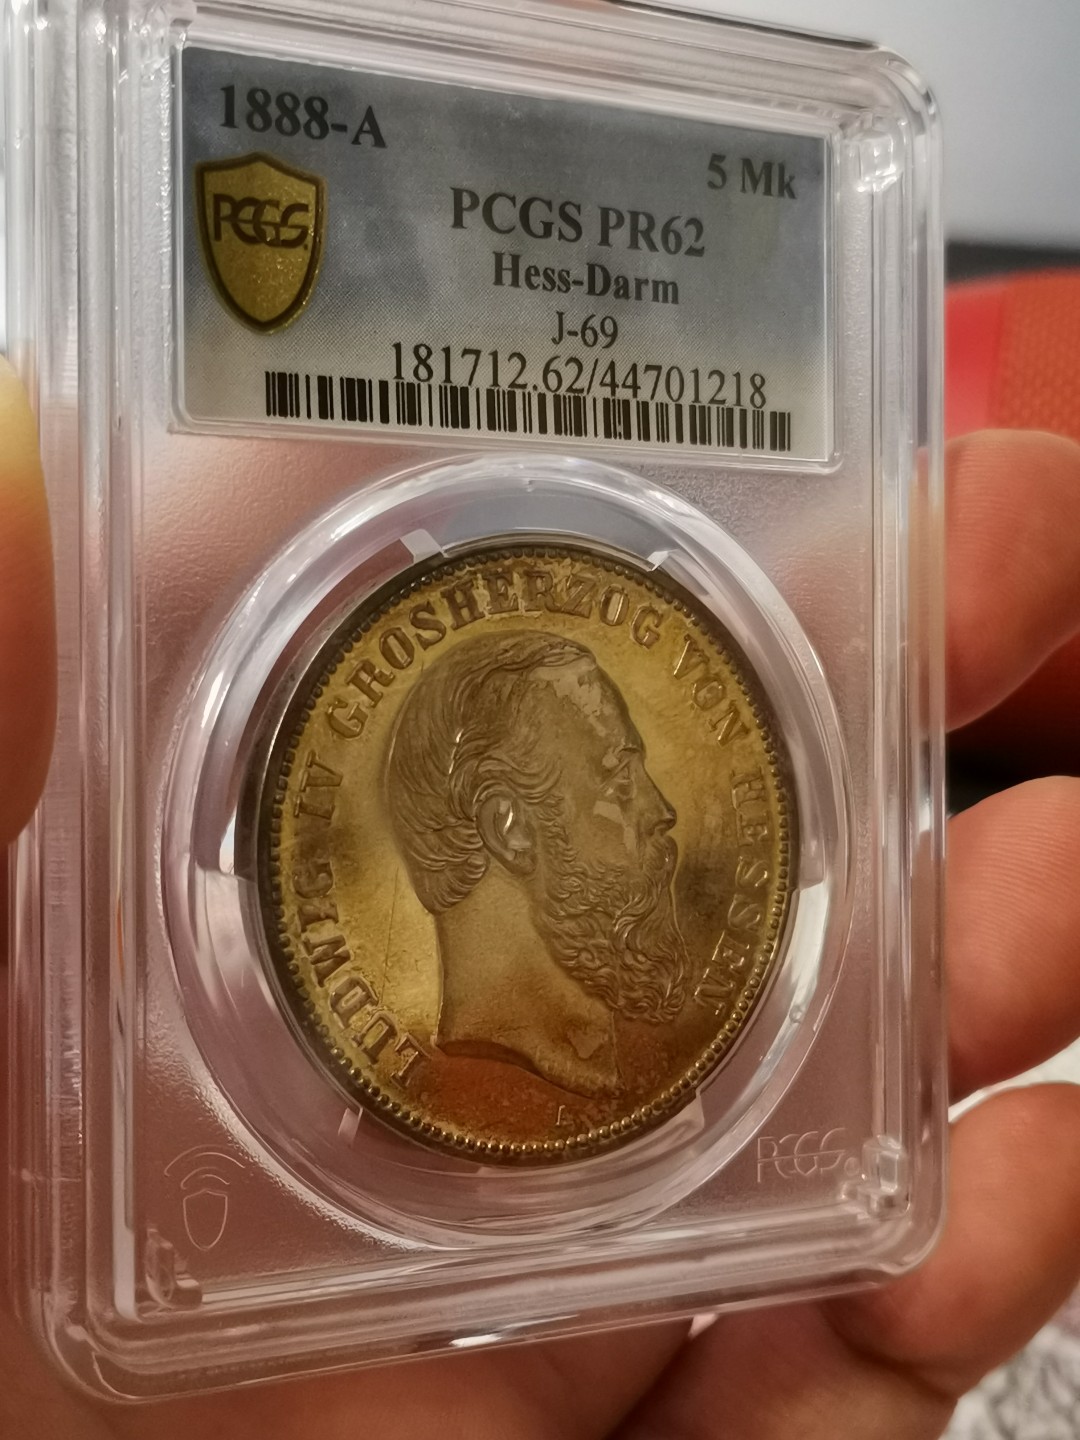 1888-A
5 Mk
PCGS
PCGS PR62
Hess-Darm
J-69
181712.62/44701218
LUDWIG IV GROSHERZOG VON HESSEN
A
PCGS